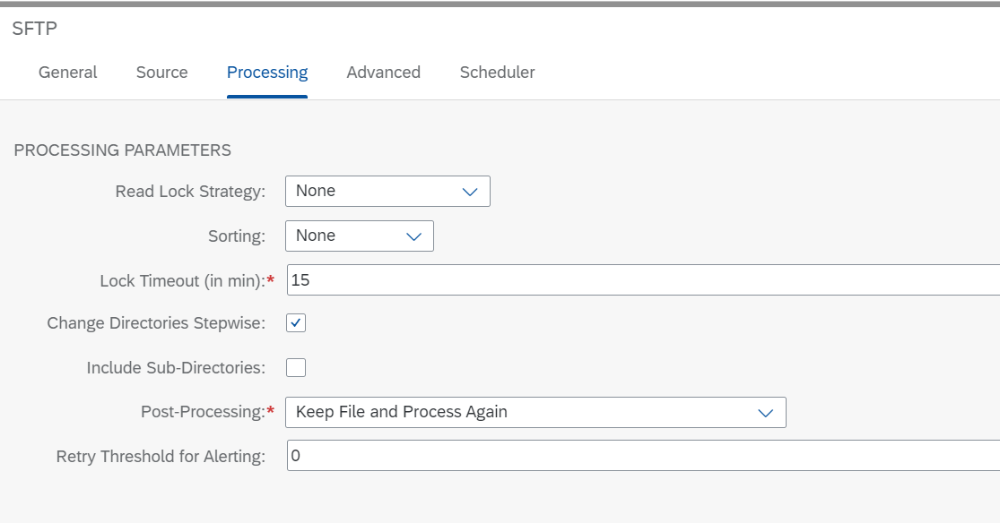 SFTP
General Source Processing Advanced Scheduler
PROCESSING PARAMETERS
Read Lock Strategy: None
Sorting: None
Lock Timeout (in min):* 15
Change Directories Stepwise:
Include Sub-Directories:
Post-Processing:* Keep File and Process Again
Retry Threshold for Alerting: 0